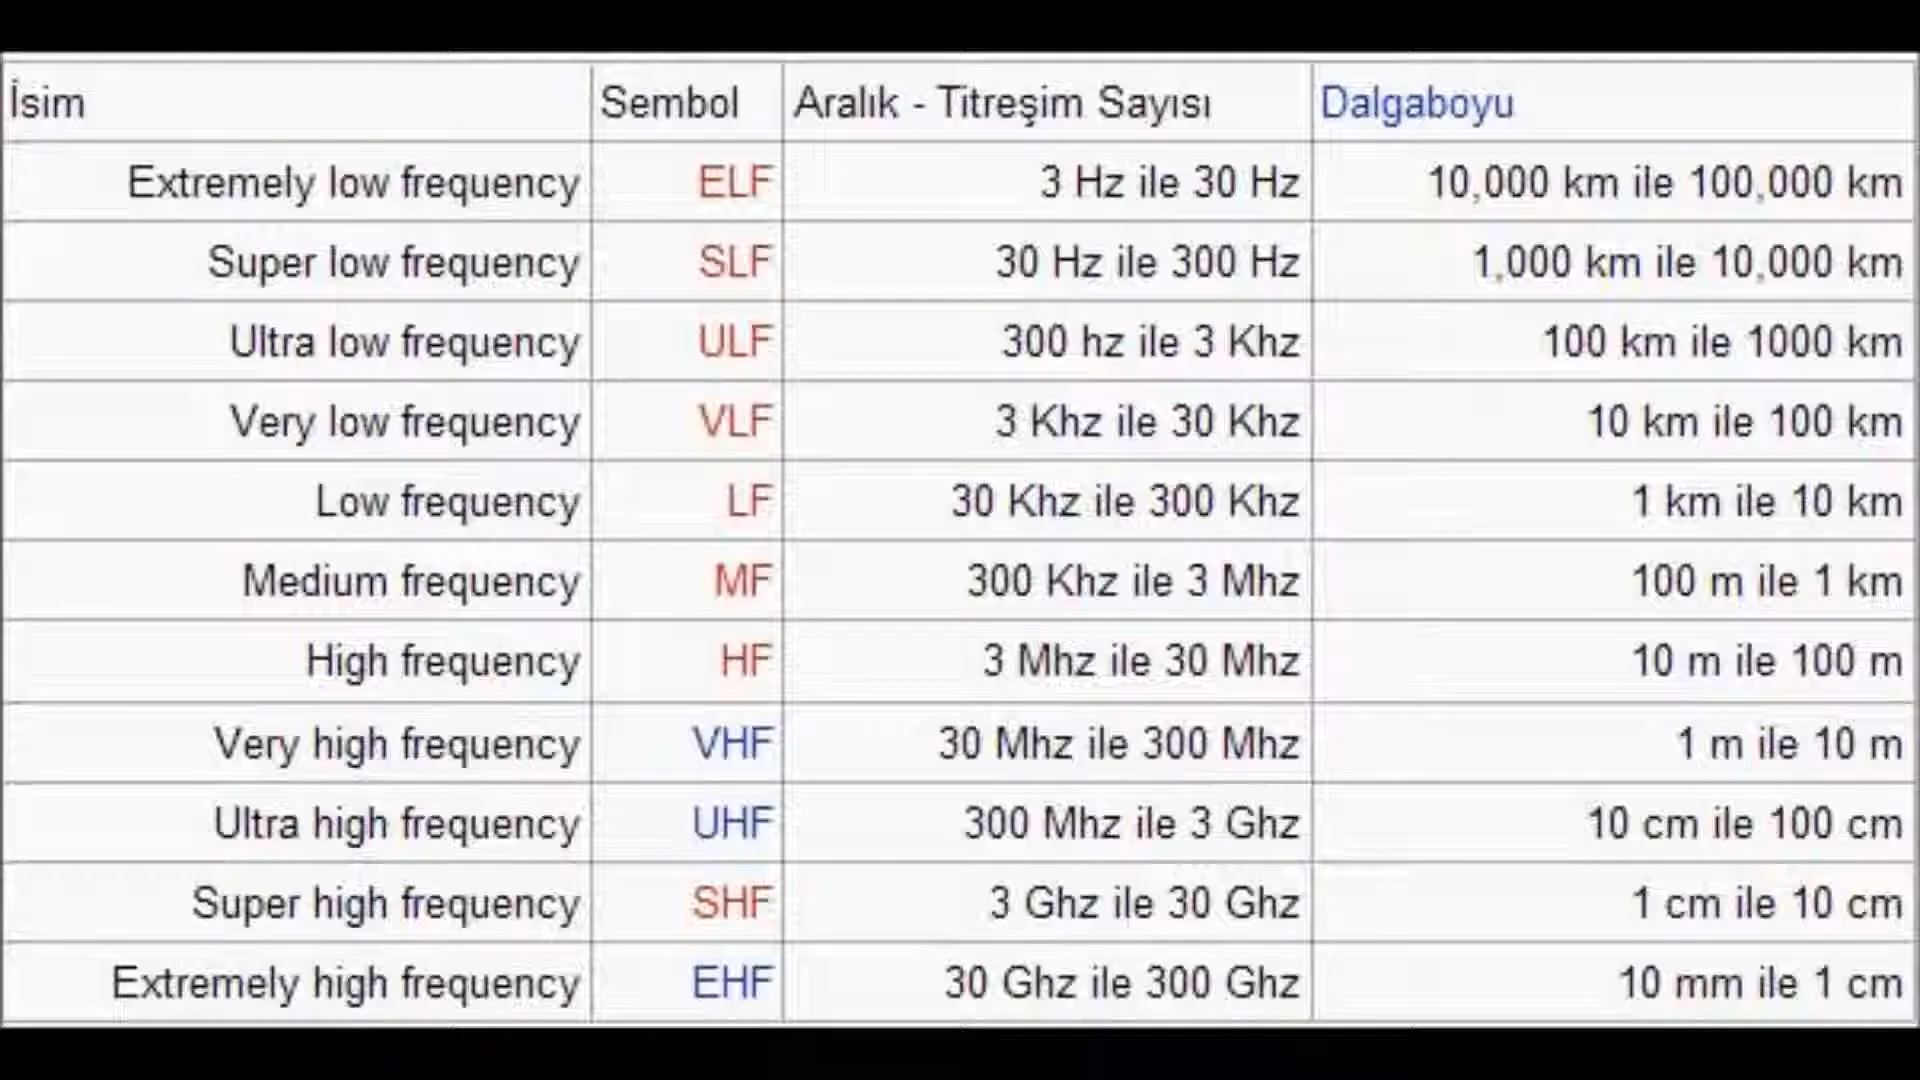 İsim Sembol Aralık - Titreşim Sayısı Dalgaboyu
Extremely low frequency ELF 3 Hz ile 30 Hz 10,000 km ile 100,000 km
Super low frequency SLF 30 Hz ile 300 Hz 1,000 km ile 10,000 km
Ultra low frequency ULF 300 hz ile 3 Khz 100 km ile 1000 km
Very low frequency VLF 3 Khz ile 30 Khz 10 km ile 100 km
Low frequency LF 30 Khz ile 300 Khz 1 km ile 10 km
Medium frequency MF 300 Khz ile 3 Mhz 100 m ile 1 km
High frequency HF 3 Mhz ile 30 Mhz 10 m ile 100 m
Very high frequency VHF 30 Mhz ile 300 Mhz 1 m ile 10 m
Ultra high frequency UHF 300 Mhz ile 3 Ghz 10 cm ile 100 cm
Super high frequency SHF 3 Ghz ile 30 Ghz 1 cm ile 10 cm
Extremely high frequency EHF 30 Ghz ile 300 Ghz 10 mm ile 1 cm